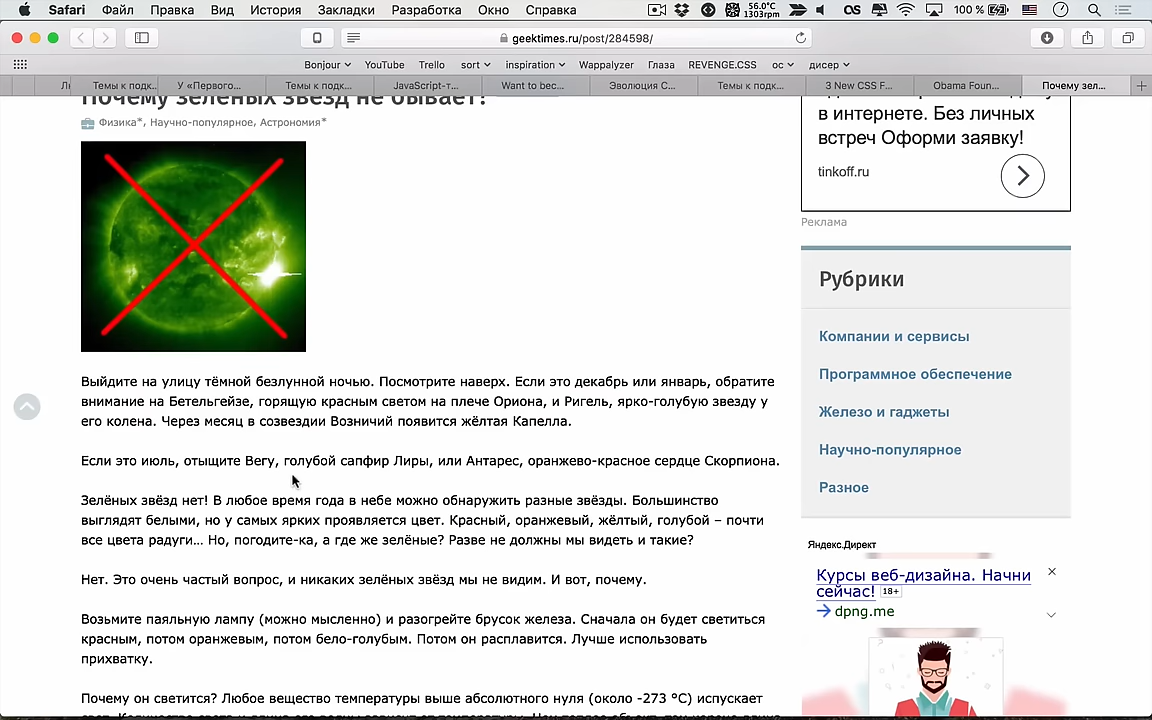 Safari Файл Правка Вид История Закладки Разработка Окно Справка 56.0°C 1303rpm 100 %
geektimes.ru/post/284598/
Bonjour YouTube Trello sort inspiration Wappalyzer Глаза REVENGE.CSS ос дисер
Темы к подк... У «Первого... Темы к подк... JavaScript-т... Want to bec... Эволюция С... Темы к подк... 3 New CSS F... Obama Foun... Почему зел...
Почему зелёных звёзд не бывает?
Физика*, Научно-популярное, Астрономия*
Выйдите на улицу тёмной безлунной ночью. Посмотрите наверх. Если это декабрь или январь, обратите
внимание на Бетельгейзе, горящую красным светом на плече Ориона, и Ригель, ярко-голубую звезду у
его колена. Через месяц в созвездии Возничий появится жёлтая Капелла.
Если это июль, отыщите Вегу, голубой сапфир Лиры, или Антарес, оранжево-красное сердце Скорпиона.
Зелёных звёзд нет! В любое время года в небе можно обнаружить разные звёзды. Большинство
выглядят белыми, но у самых ярких проявляется цвет. Красный, оранжевый, жёлтый, голубой – почти
все цвета радуги... Но, погодите-ка, а где же зелёные? Разве не должны мы видеть и такие?
Нет. Это очень частый вопрос, и никаких зелёных звёзд мы не видим. И вот, почему.
Возьмите паяльную лампу (можно мысленно) и разогрейте брусок железа. Сначала он будет светиться
красным, потом оранжевым, потом бело-голубым. Потом он расплавится. Лучше использовать
прихватку.
Почему он светится? Любое вещество температуры выше абсолютного нуля (около -273 °C) испускает
в интернете. Без личных
встреч Оформи заявку!
tinkoff.ru
Реклама
Рубрики
Компании и сервисы
Программное обеспечение
Железо и гаджеты
Научно-популярное
Разное
Яндекс.Директ
Курсы веб-дизайна. Начни
сейчас! 18+
dpng.me